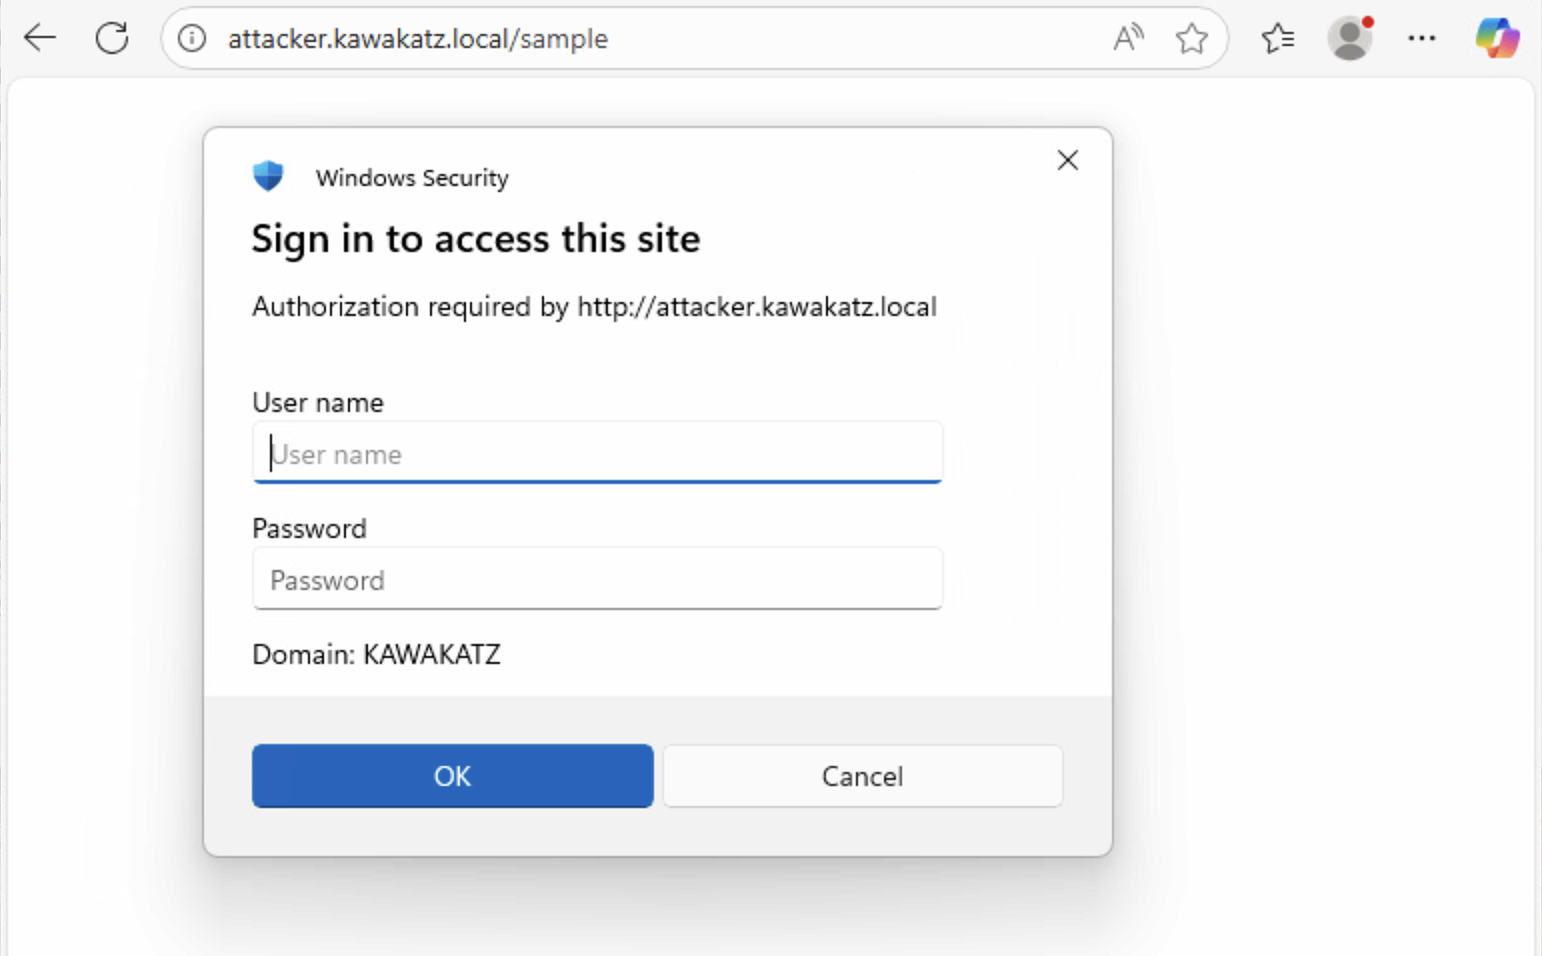 attacker.kawakatz.local/sample
Windows Security
Sign in to access this site
Authorization required by http://attacker.kawakatz.local
User name
User name
Password
Password
Domain: KAWAKATZ
OK
Cancel